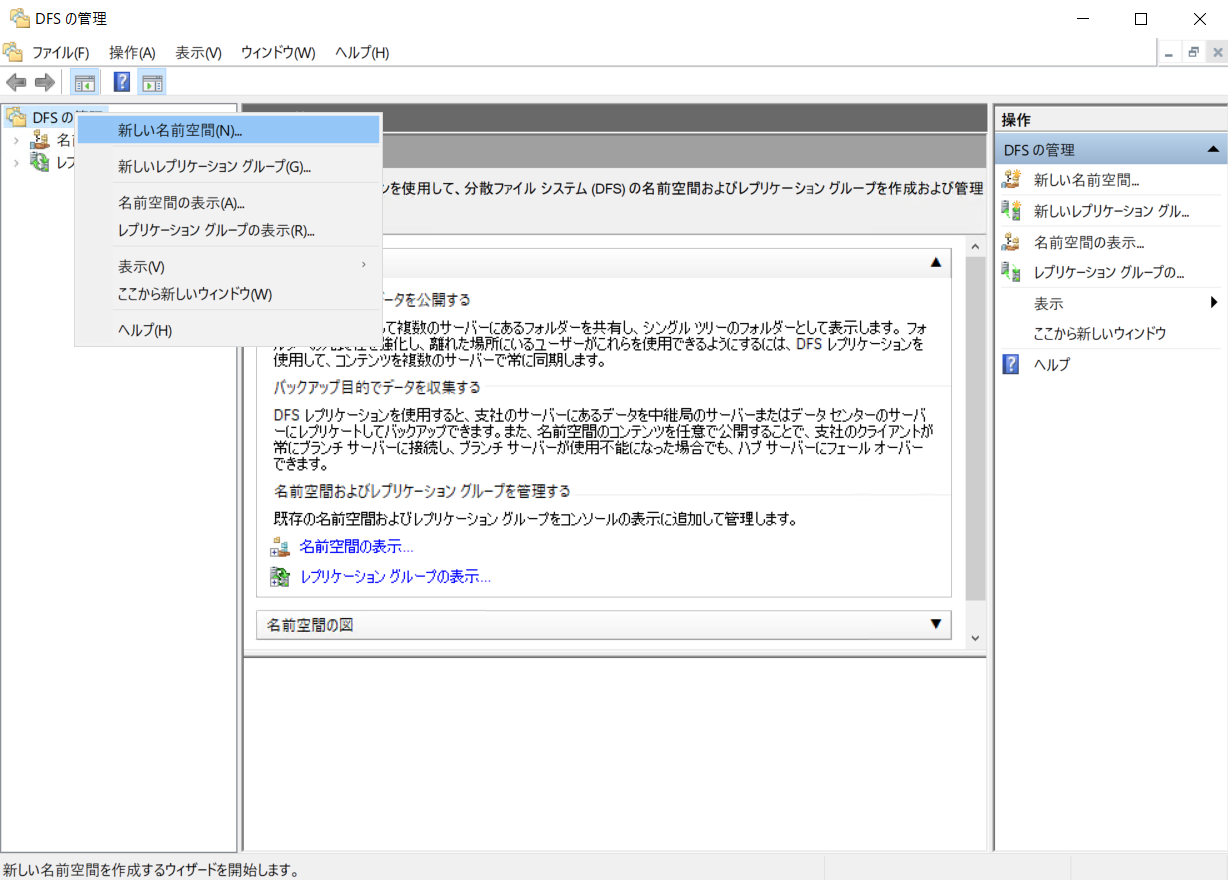 DFS の管理
ファイル(F) 操作(A) 表示(V) ウィンドウ(W) ヘルプ(H)
DFS の
名前
レプ
新しい名前空間(N)...
新しいレプリケーション グループ(G)...
名前空間の表示(A)...
レプリケーション グループの表示(R)...
表示(V)
ここから新しいウィンドウ(W)
ヘルプ(H)
を使用して、分散ファイル システム (DFS) の名前空間およびレプリケーション グループを作成および管理
ータを公開する
って複数のサーバーにあるフォルダーを共有し、シングル ツリーのフォルダーとして表示します。フォ
強化し、離れた場所にいるユーザーがこれらを使用できるようにするには、DFS レプリケーションを
使用して、コンテンツを複数のサーバーで常に同期します。
バックアップ目的でデータを収集する
DFS レプリケーションを使用すると、支社のサーバーにあるデータを中継局のサーバーまたはデータ センターのサーバ
ーにレプリケートしてバックアップできます。また、名前空間のコンテンツを任意で公開することで、支社のクライアントが
常にブランチ サーバーに接続し、ブランチ サーバーが使用不能になった場合でも、ハブ サーバーにフェール オーバー
できます。
名前空間およびレプリケーション グループを管理する
既存の名前空間およびレプリケーション グループをコンソールの表示に追加して管理します。
名前空間の表示...
レプリケーション グループの表示...
名前空間の図
操作
DFS の管理
新しい名前空間...
新しいレプリケーション グル...
名前空間の表示...
レプリケーション グループの...
表示
ここから新しいウィンドウ
ヘルプ
新しい名前空間を作成するウィザードを開始します。